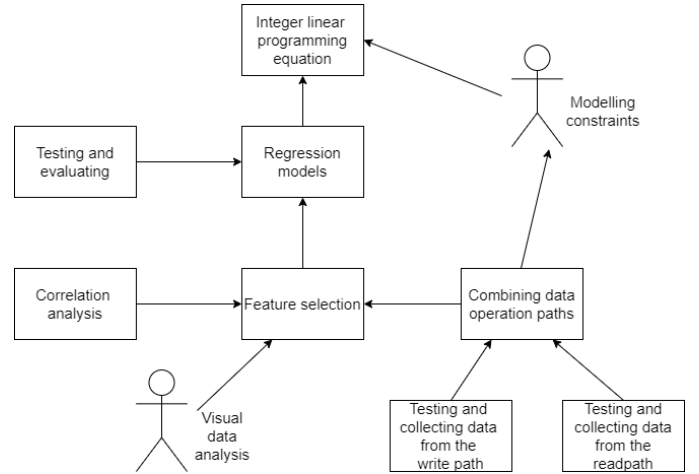 Integer linear
programming
equation
Modelling
constraints
Testing and
evaluating
Regression
models
Correlation
analysis
Feature selection
Combining data
operation paths
Visual
data
analysis
Testing and
collecting data
from the
write path
Testing and
collecting data
from the
readpath